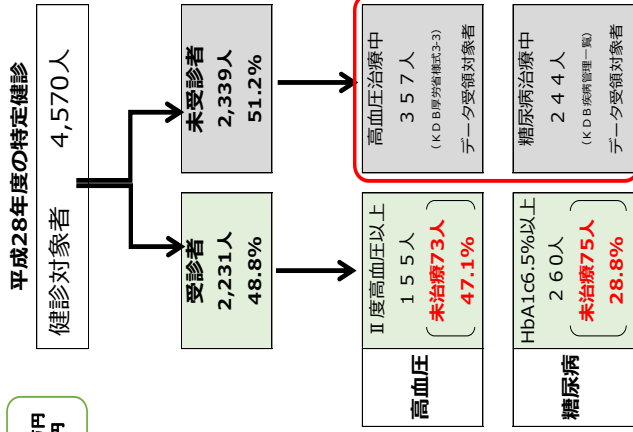 平成28年度の特定健診
健診対象者 4,570人
受診者
2,231人
48.8%
未受診者
2,339人
51.2%
高血圧
Ⅱ度高血圧以上
155人
未治療73人
47.1%
高血圧治療中
357人
(KDB厚労省様式3-3)
データ受領対象者
糖尿病
HbA1c6.5%以上
260人
未治療75人
28.8%
糖尿病治療中
244人
(KDB疾病管理一覧)
データ受領対象者
円
円